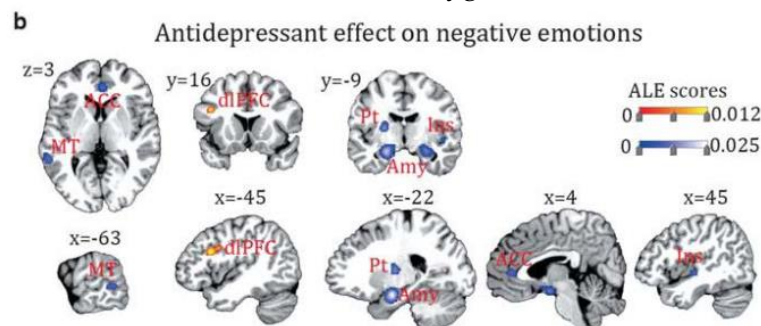 b
Antidepressant effect on negative emotions
z=3
y=16
y=-9
ALE scores
ACC
dlPFC
Pt
Ins
0
0.012
MT
Amy
0
0.025
x=-63
x=-45
x=-22
x=4
x=45
MT
dlPFC
Pt
Amy
ACC
Ins